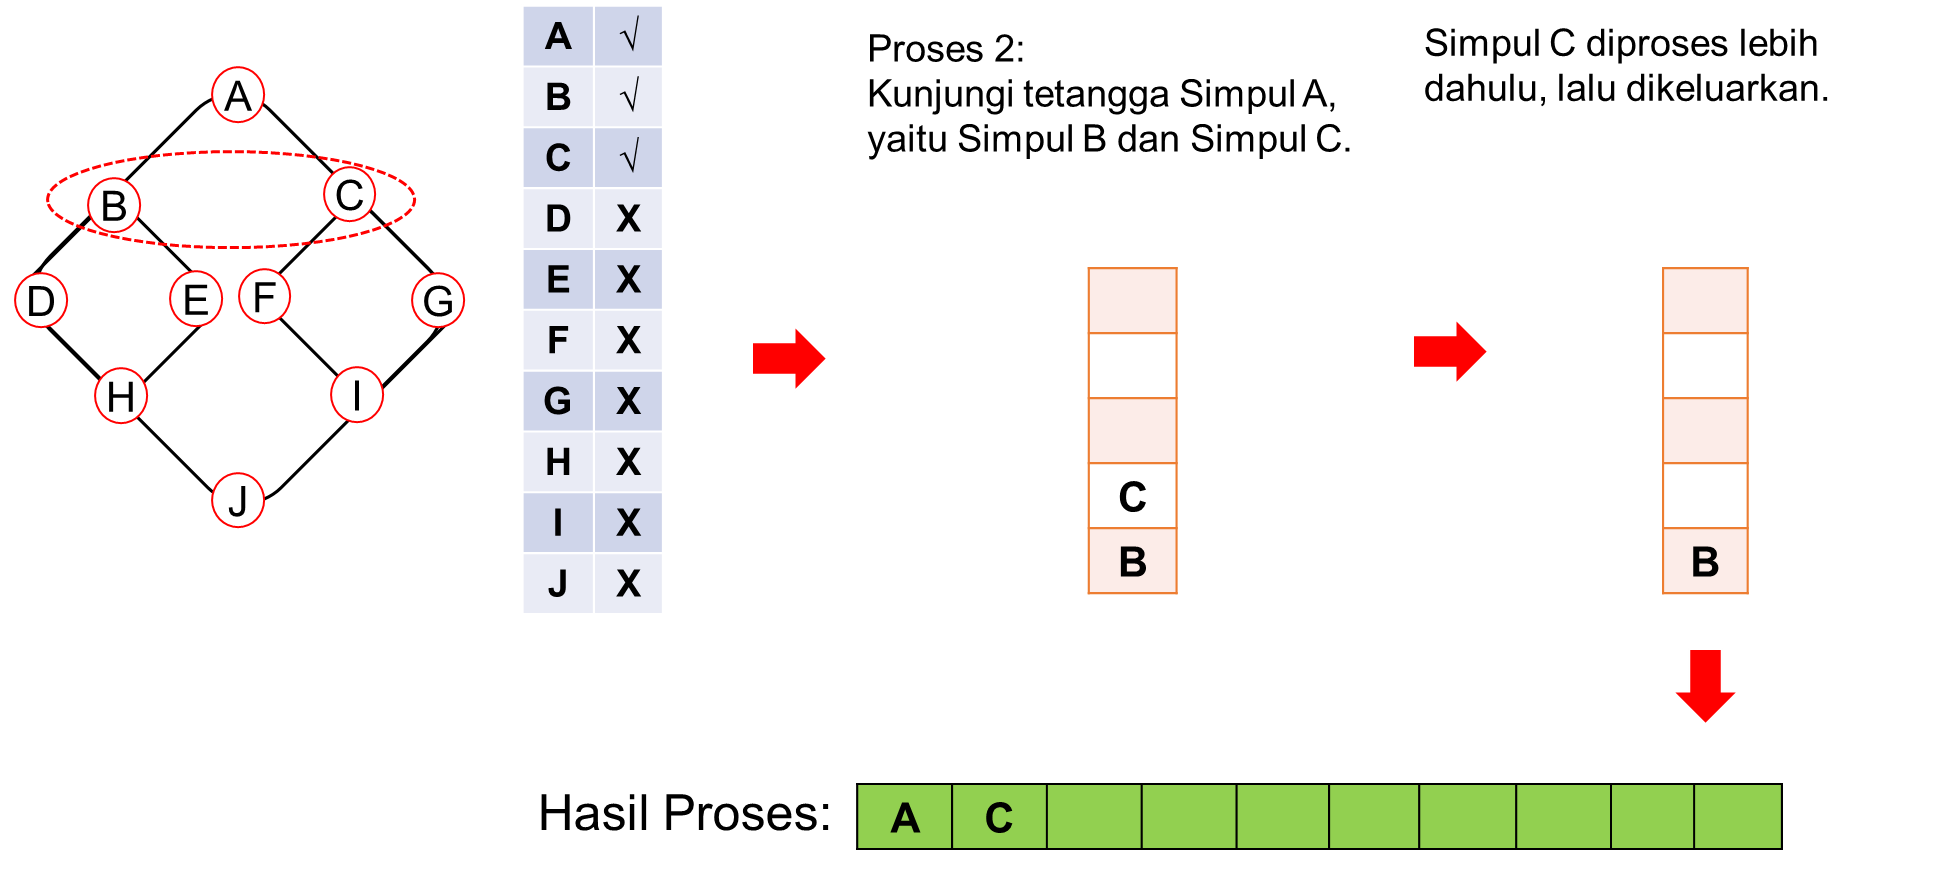 A
B
C
D
E
F
G
H
I
J
A √
B √
C √
D X
E X
F X
G X
H X
I X
J X
Proses 2:
Kunjungi tetangga Simpul A,
yaitu Simpul B dan Simpul C.
C
B
Simpul C diproses lebih
dahulu, lalu dikeluarkan.
B
Hasil Proses: A C